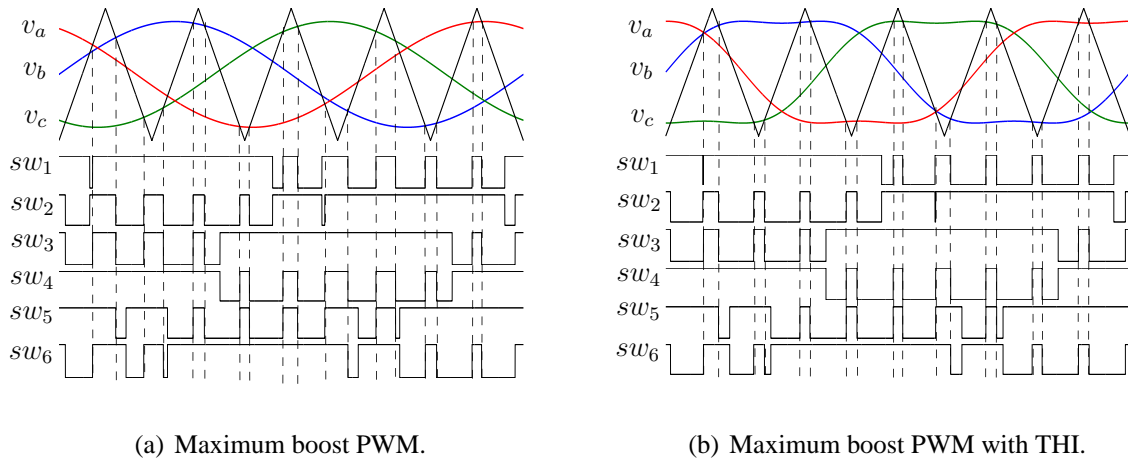 v_a
v_b
v_c
sw_1
sw_2
sw_3
sw_4
sw_5
sw_6
(a) Maximum boost PWM.
v_a
v_b
v_c
sw_1
sw_2
sw_3
sw_4
sw_5
sw_6
(b) Maximum boost PWM with THI.